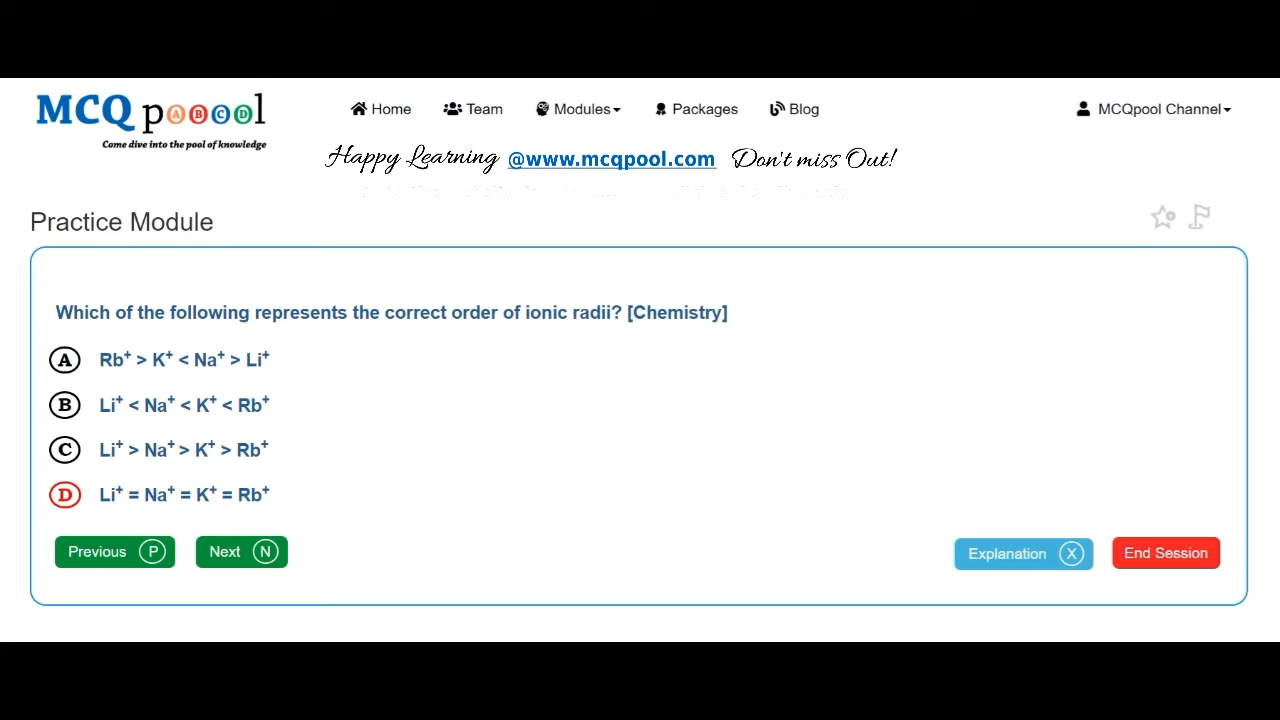 MCQ pooool
Come dive into the pool of knowledge
Home Team Modules Packages Blog MCQpool Channel
Happy Learning @www.mcqpool.com Don't miss Out!
Practice Module
Which of the following represents the correct order of ionic radii? [Chemistry]
A Rb⁺ > K⁺ < Na⁺ > Li⁺
B Li⁺ < Na⁺ < K⁺ < Rb⁺
C Li⁺ > Na⁺ > K⁺ > Rb⁺
D Li⁺ = Na⁺ = K⁺ = Rb⁺
Previous P Next N Explanation X End Session